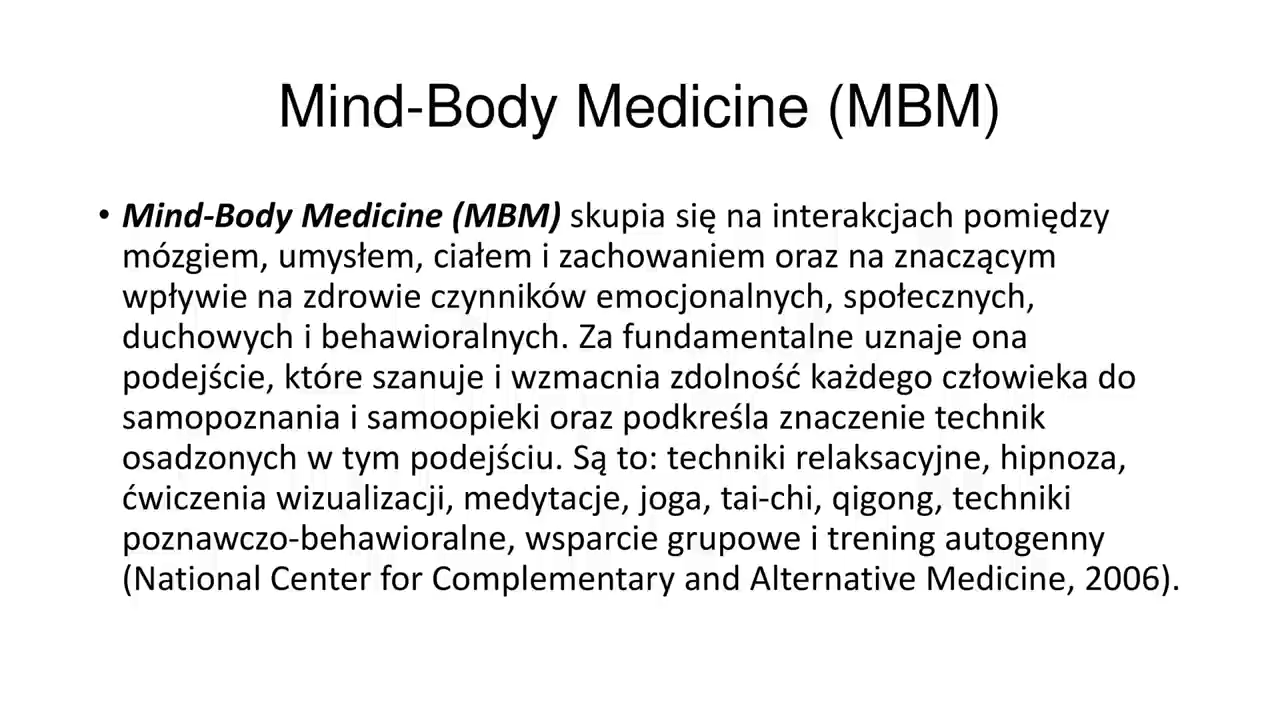 Mind-Body Medicine (MBM)
• Mind-Body Medicine (MBM) skupia się na interakcjach pomiędzy
mózgiem, umysłem, ciałem i zachowaniem oraz na znaczącym
wpływie na zdrowie czynników emocjonalnych, społecznych,
duchowych i behawioralnych. Za fundamentalne uznaje ona
podejście, które szanuje i wzmacnia zdolność każdego człowieka do
samopoznania i samoopieki oraz podkreśla znaczenie technik
osadzonych w tym podejściu. Są to: techniki relaksacyjne, hipnoza,
ćwiczenia wizualizacji, medytacje, joga, tai-chi, qigong, techniki
poznawczo-behawioralne, wsparcie grupowe i trening autogenny
(National Center for Complementary and Alternative Medicine, 2006).